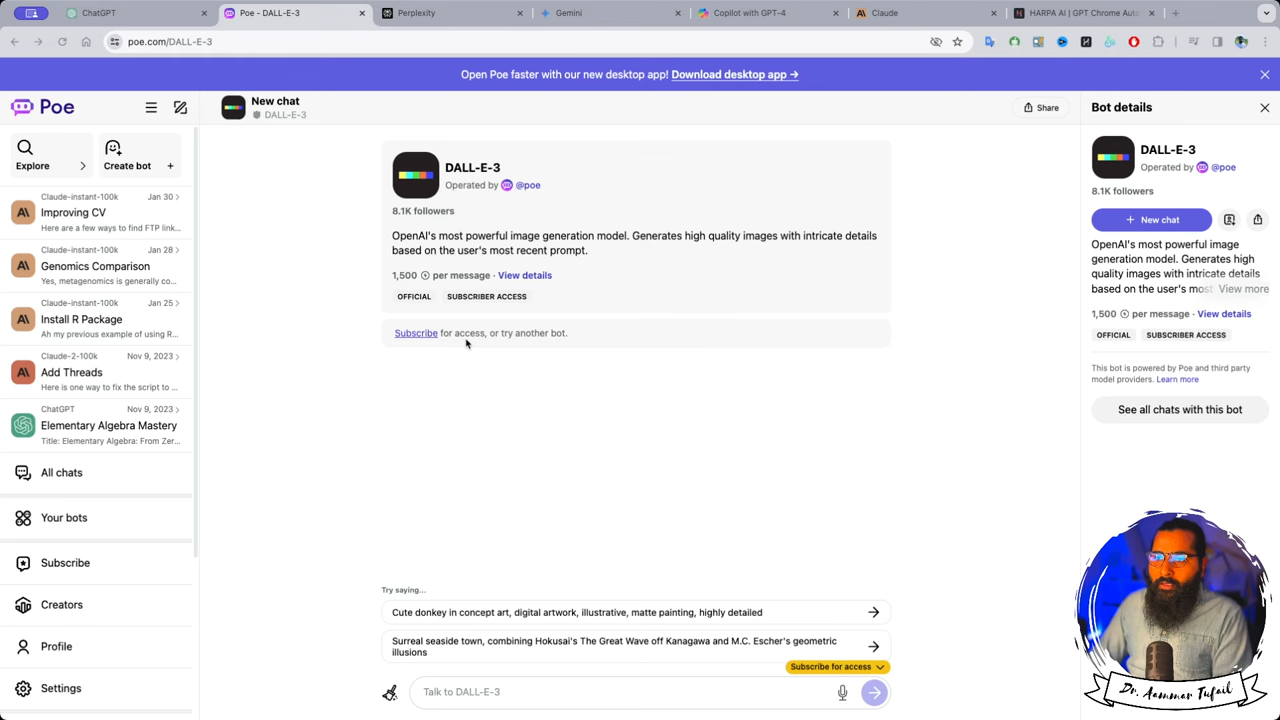 ChatGPT
Poe - DALL-E-3
Perplexity
Gemini
Copilot with GPT-4
Claude
HARPA AI | GPT Chrome Auto
poe.com/DALL-E-3
Open Poe faster with our new desktop app! Download desktop app →
Poe
New chat
DALL-E-3
Share
Bot details
Explore
Create bot
Claude-instant-100k Jan 30
Improving CV
Here are a few ways to find FTP link...
Claude-instant-100k Jan 28
Genomics Comparison
Yes, metagenomics is generally co...
Claude-instant-100k Jan 25
Install R Package
Ah my previous example of using R...
Claude-2-100k Nov 9, 2023
Add Threads
Here is one way to fix the script to ...
ChatGPT Nov 9, 2023
Elementary Algebra Mastery
Title: Elementary Algebra: From Zer...
All chats
Your bots
Subscribe
Creators
Profile
Settings
DALL-E-3
Operated by @poe
8.1K followers
OpenAI's most powerful image generation model. Generates high quality images with intricate details
based on the user's most recent prompt.
1,500 per message · View details
OFFICIAL SUBSCRIBER ACCESS
Subscribe for access, or try another bot.
Try saying...
Cute donkey in concept art, digital artwork, illustrative, matte painting, highly detailed
Surreal seaside town, combining Hokusai's The Great Wave off Kanagawa and M.C. Escher's geometric
illusions
Subscribe for access
Talk to DALL-E-3
DALL-E-3
Operated by @poe
8.1K followers
New chat
OpenAI's most powerful image
generation model. Generates high
quality images with intricate details
based on the user's most View more
1,500 per message · View details
OFFICIAL SUBSCRIBER ACCESS
This bot is powered by Poe and third party
model providers. Learn more
See all chats with this bot
Dr. Aammar Tufail